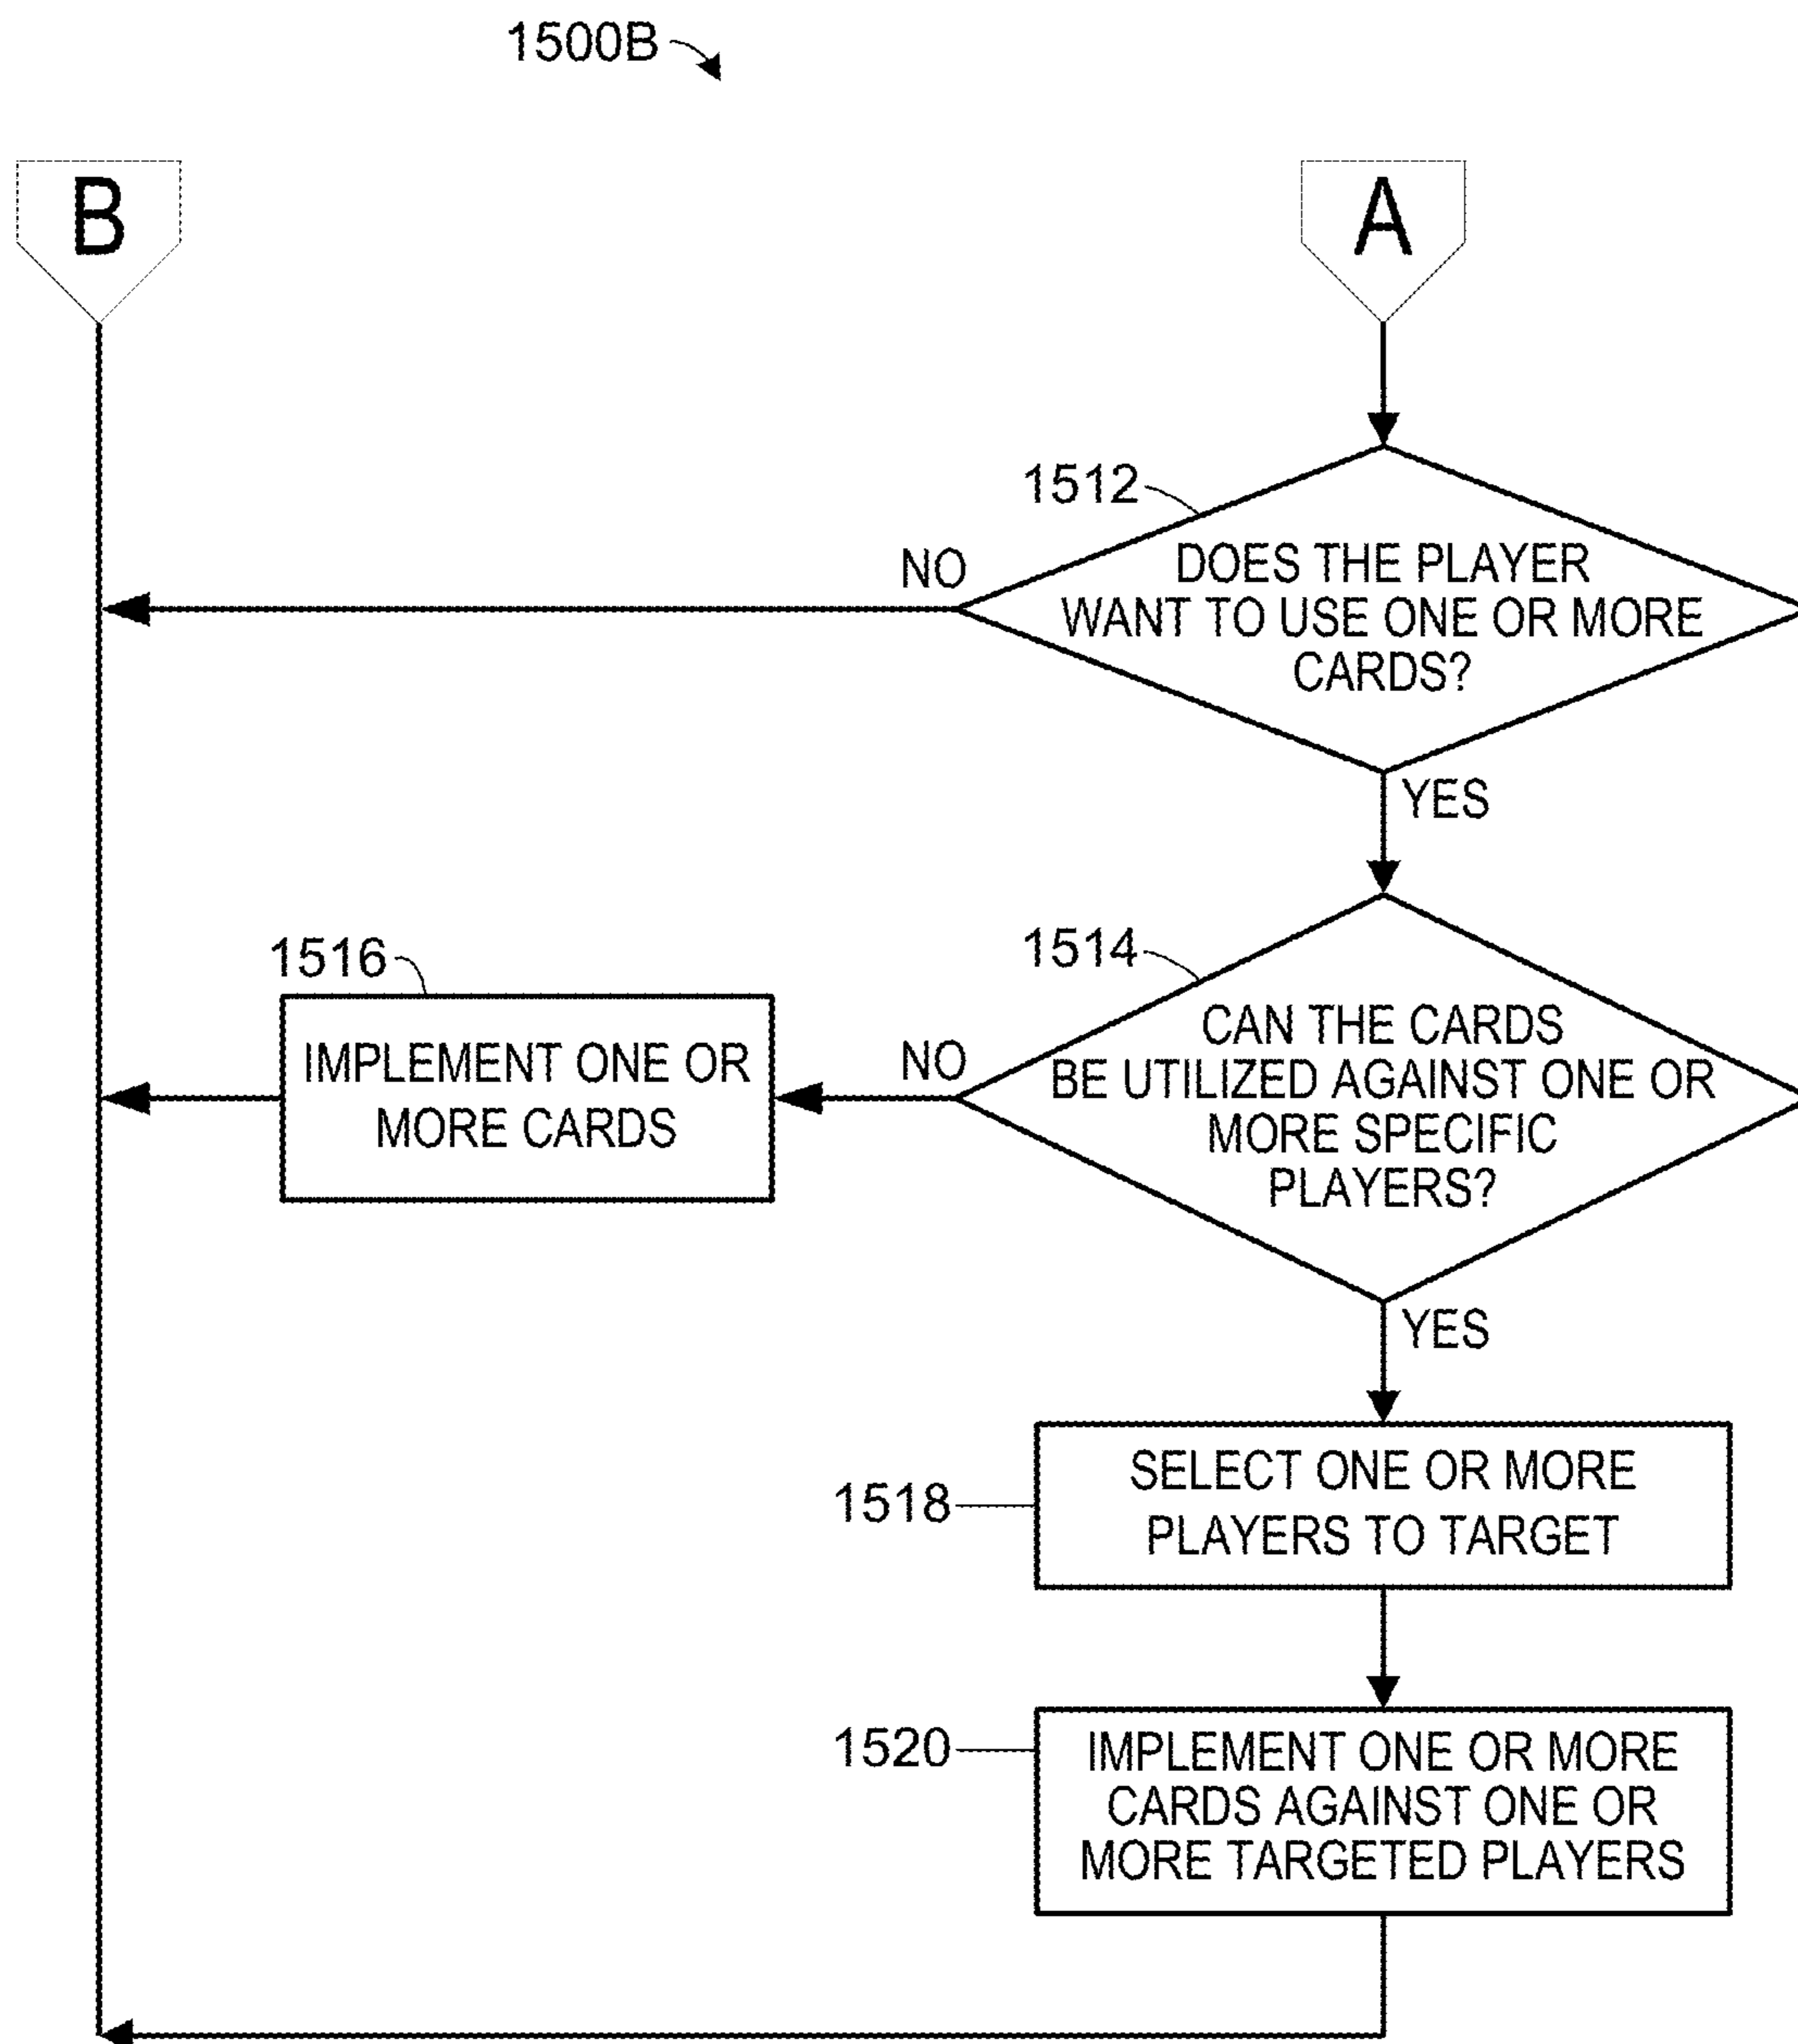 1500B
B
A
1512
NO
DOES THE PLAYER
WANT TO USE ONE OR MORE
CARDS?
YES
1516
1514
IMPLEMENT ONE OR
MORE CARDS
NO
CAN THE CARDS
BE UTILIZED AGAINST ONE OR
MORE SPECIFIC
PLAYERS?
YES
1518
SELECT ONE OR MORE
PLAYERS TO TARGET
1520
IMPLEMENT ONE OR MORE
CARDS AGAINST ONE OR
MORE TARGETED PLAYERS